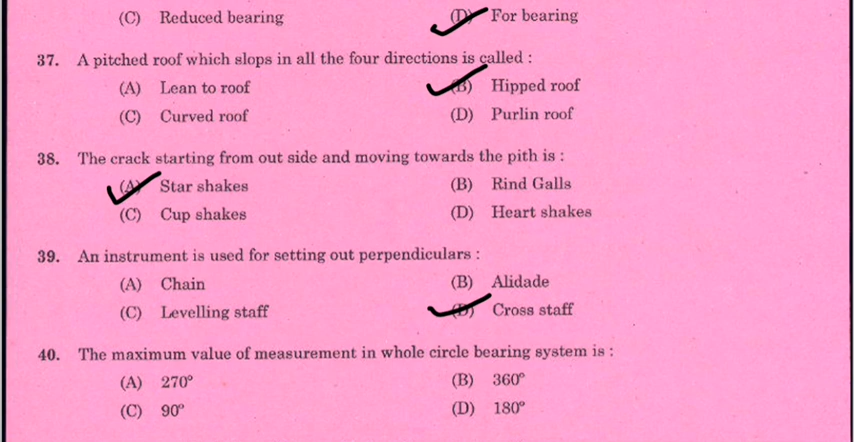 (C) Reduced bearing (D) For bearing
37. A pitched roof which slops in all the four directions is called :
(A) Lean to roof (B) Hipped roof
(C) Curved roof (D) Purlin roof
38. The crack starting from out side and moving towards the pith is :
(A) Star shakes (B) Rind Galls
(C) Cup shakes (D) Heart shakes
39. An instrument is used for setting out perpendiculars :
(A) Chain (B) Alidade
(C) Levelling staff (D) Cross staff
40. The maximum value of measurement in whole circle bearing system is :
(A) 270° (B) 360°
(C) 90° (D) 180°